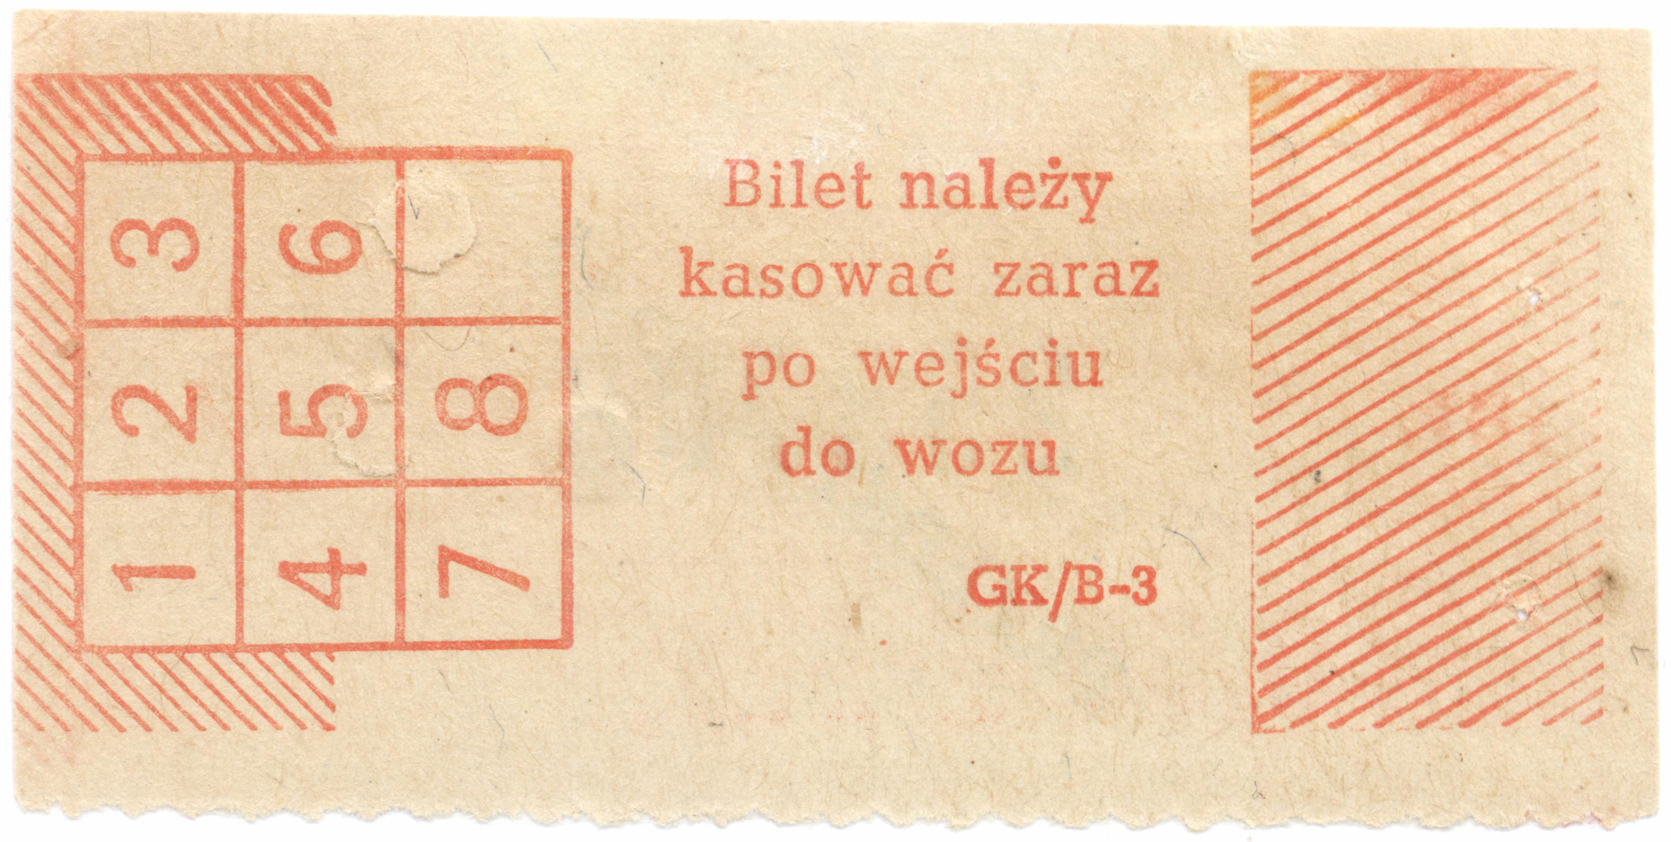 3 6
2 5 8
1 4 7
Bilet należy
kasować zaraz
po wejściu
do wozu
GK/B-3